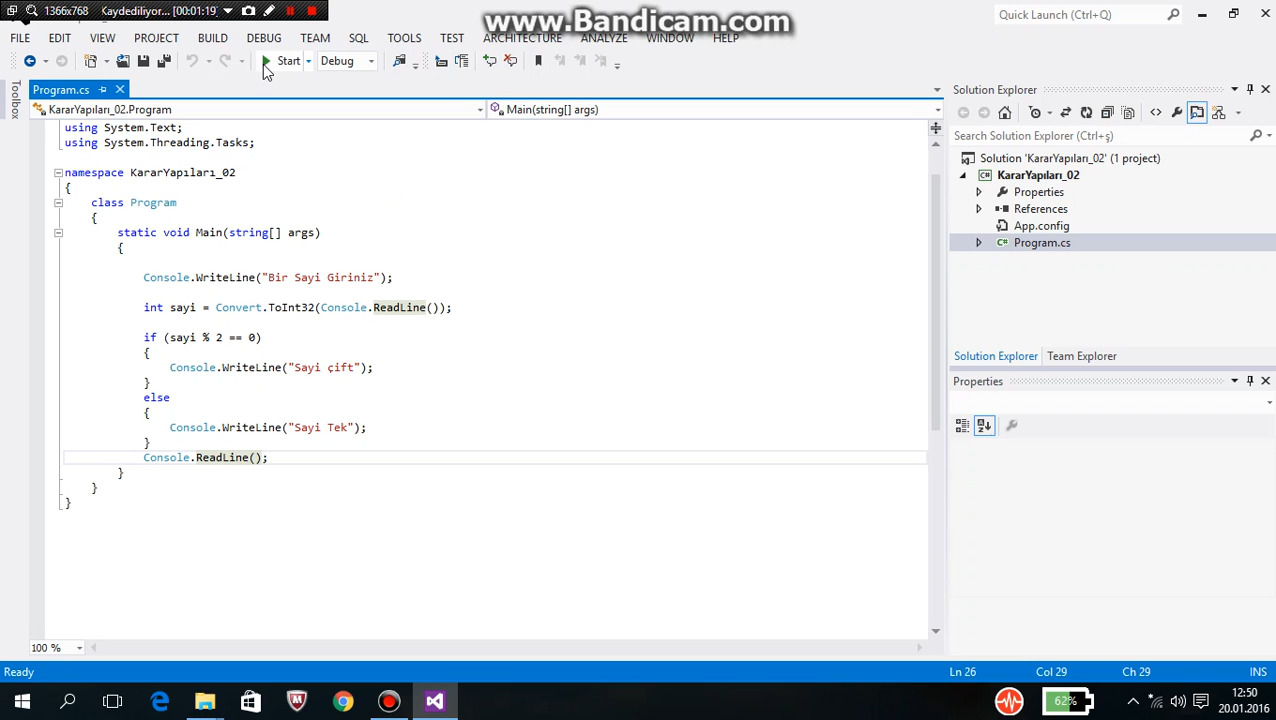 1366x768 Kaydediliyor... [00:01:19]
www.Bandicam.com
Quick Launch (Ctrl+Q)
FILE EDIT VIEW PROJECT BUILD DEBUG TEAM SQL TOOLS TEST ARCHITECTURE ANALYZE WINDOW HELP
Start Debug
Toolbox
Program.cs
KararYapıları_02.Program
Main(string[] args)
using System.Text;
using System.Threading.Tasks;
namespace KararYapıları_02
{
class Program
{
static void Main(string[] args)
{
Console.WriteLine("Bir Sayi Giriniz");
int sayi = Convert.ToInt32(Console.ReadLine());
if (sayi % 2 == 0)
{
Console.WriteLine("Sayi çift");
}
else
{
Console.WriteLine("Sayi Tek");
}
Console.ReadLine();
}
}
}
100 %
Solution Explorer
Search Solution Explorer (Ctrl+ş)
Solution 'KararYapıları_02' (1 project)
KararYapıları_02
Properties
References
App.config
Program.cs
Solution Explorer Team Explorer
Properties
Ready
Ln 26 Col 29 Ch 29 INS
62%
12:50
20.01.2016